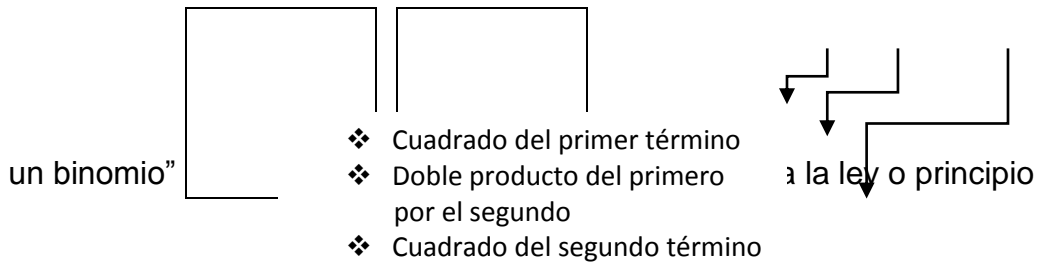 ❖ Cuadrado del primer término
un binomio” ❖ Doble producto del primero a la ley o principio
por el segundo
❖ Cuadrado del segundo término